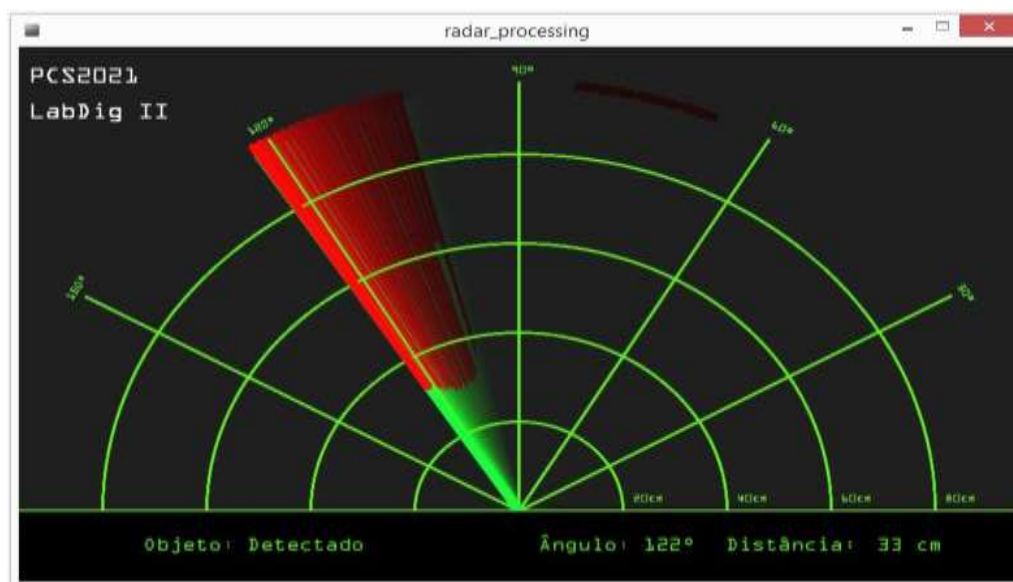 radar_processing
PCS2021
LabDig II
90º
120º
60º
150º
30º
20cm 40cm 60cm 80cm
Objeto: Detectado Ângulo: 122º Distância: 33 cm